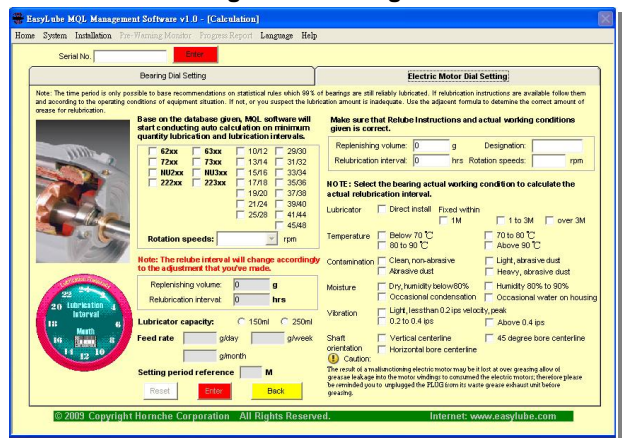 EasyLube MQL Management Software v1.0 - [Calculation]
Home System Installation Pre-Warning Monitor Progress Report Language Help
Serial No. Enter
Bearing Dial Setting Electric Motor Dial Setting
Note: The time period is only possible to base recommendations on statistical rules which 99% of bearings are still reliably lubricated. If relubrication instructions are available follow them
and according to the operating conditions of equipment situation. If not, or you suspect the lubrication amount is inadequate. Use the adjacent formula to determine the correct amount of
grease for relubrication.
Base on the database given, MQL software will
start conducting auto calculation on minimum
quantity lubrication and lubrication intervals.
62xx 63xx 10/12 29/30
72xx 73xx 13/14 31/32
NU2xx NU3xx 15/16 33/34
222xx 223xx 17/18 35/36
19/20 37/38
21/24 39/40
25/28 41/44
45/48
Rotation speeds: rpm
Note: The relube interval will change accordingly
to the adjustment that you've made.
Replenishing volume: 0 g
Relubrication interval: 0 hrs
Lubricator capacity: 150ml 250ml
Feed rate g/day g/week
g/month
Setting period reference M
Reset Enter Back
22 24 2
20 Lubrication 4
Interval
18 6
Month
16 8
14 12 10
Make sure that Relube Instructions and actual working conditions
given is correct.
Replenishing volume: 0 g Designation:
Relubrication interval: 0 hrs Rotation speeds: rpm
NOTE: Select the bearing actual working condition to calculate the
actual relubrication interval.
Lubricator Direct install Fixed within
1M 1 to 3M over 3M
Temperature Below 70 ℃ 70 to 80 ℃
80 to 90 ℃ Above 90 ℃
Contamination Clean, non-abrasive Light, abrasive dust
Abrasive dust Heavy, abrasive dust
Moisture Dry, humidity below80% Humidity 80% to 90%
Occasional condensation Occasional water on housing
Vibration Light, lessthan 0.2 ips velocity, peak
0.2 to 0.4 ips Above 0.4 ips
Shaft Vertical centerline 45 degree bore centerline
orientation Horizontal bore centerline
Caution:
The result of a malfunctioning electric motor may be it lost at over greasing allow of
grease leakage into the motor windings to consumed the electric motors; therefore please
be reminded you to unplugged the PLUG from its waste grease exhaust unit before
greasing.
© 2009 Copyright Hornche Corporation All Rights Reserved. Internet: www.easylube.com